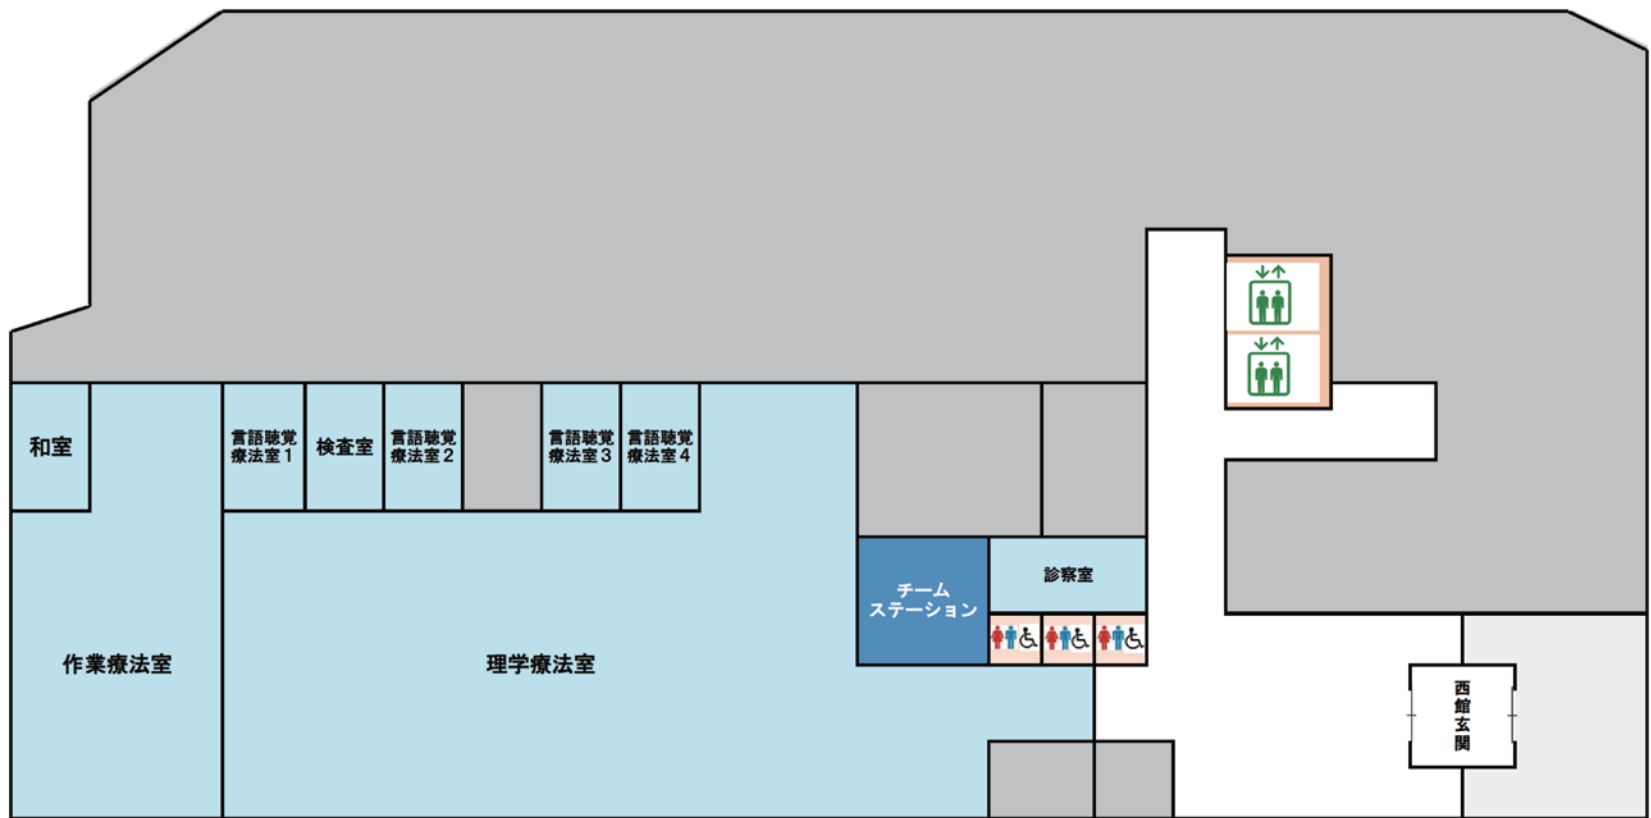 和室
言語聴覚
療法室1
検査室
言語聴覚
療法室2
言語聴覚
療法室3
言語聴覚
療法室4
チーム
ステーション
診察室
作業療法室
理学療法室
西館玄関